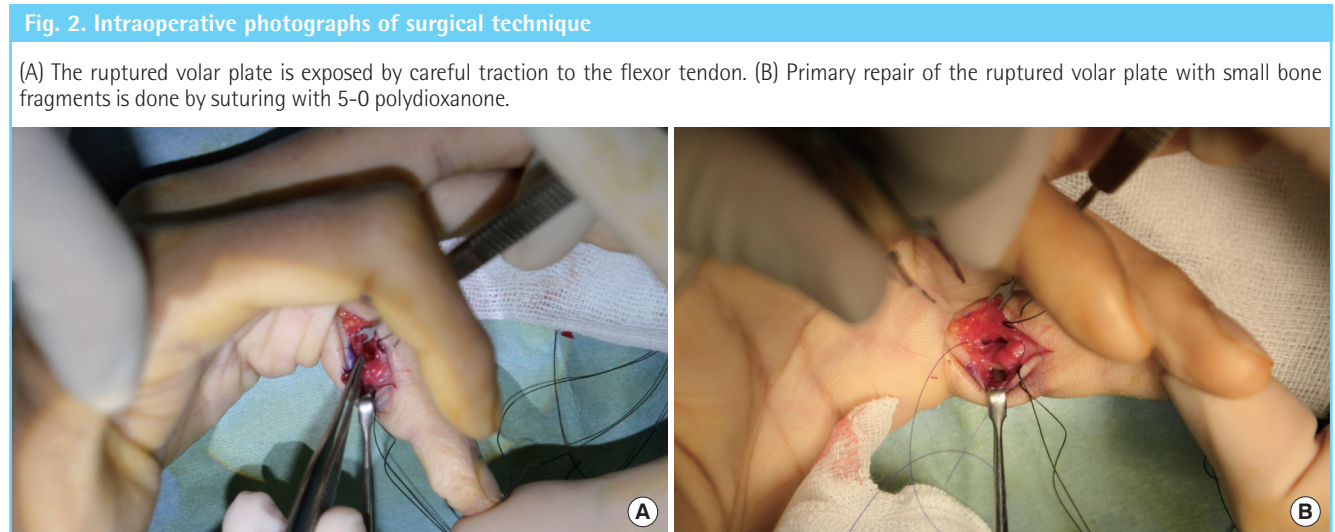 Fig. 2. Intraoperative photographs of surgical technique
(A) The ruptured volar plate is exposed by careful traction to the flexor tendon. (B) Primary repair of the ruptured volar plate with small bone
fragments is done by suturing with 5-0 polydioxanone.
A
B